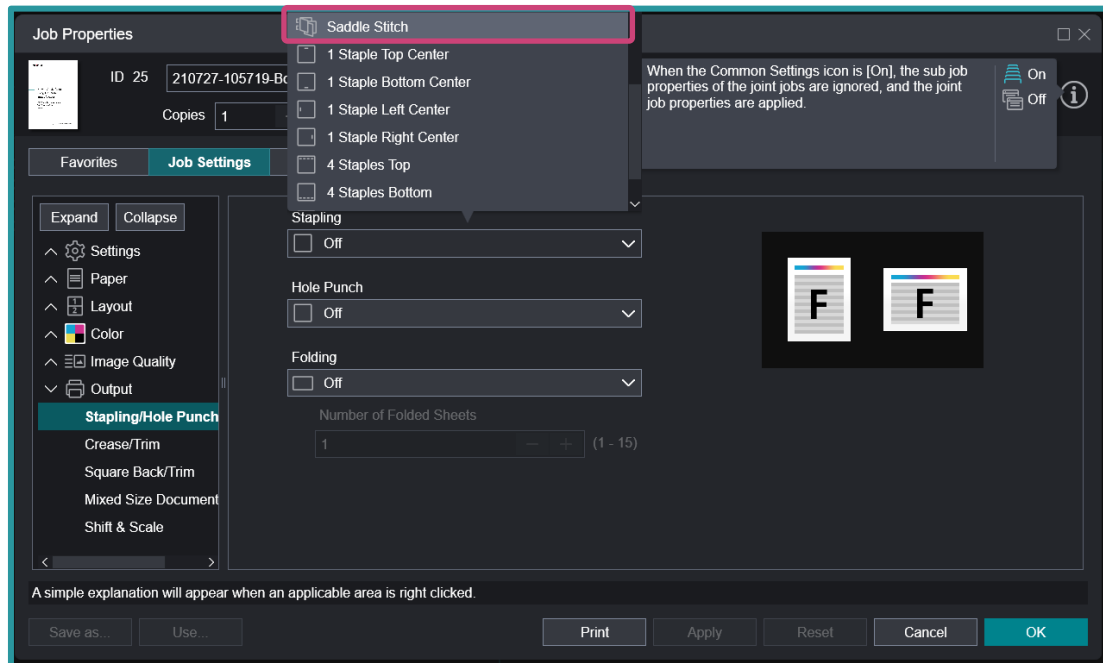 Job Properties
Saddle Stitch
1 Staple Top Center
1 Staple Bottom Center
1 Staple Left Center
1 Staple Right Center
4 Staples Top
4 Staples Bottom
ID 25
210727-105719-Bo
Copies
1
When the Common Settings icon is [On], the sub job
properties of the joint jobs are ignored, and the joint
job properties are applied.
On
Off
Favorites
Job Settings
Expand
Collapse
Settings
Paper
Layout
Color
Image Quality
Output
Stapling/Hole Punch
Crease/Trim
Square Back/Trim
Mixed Size Document
Shift & Scale
Stapling
Off
Hole Punch
Off
Folding
Off
Number of Folded Sheets
1
(1 - 15)
F
F
A simple explanation will appear when an applicable area is right clicked.
Save as...
Use...
Print
Apply
Reset
Cancel
OK